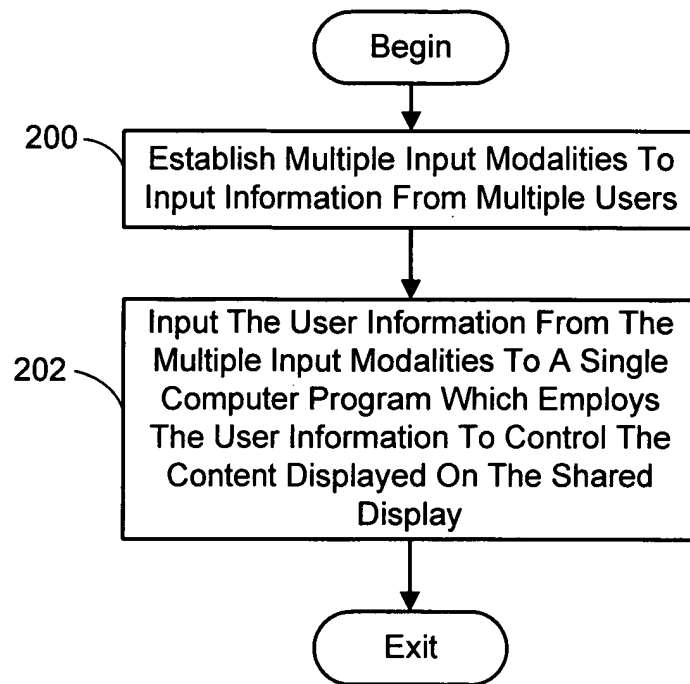 Begin
200
Establish Multiple Input Modalities To
Input Information From Multiple Users
202
Input The User Information From The
Multiple Input Modalities To A Single
Computer Program Which Employs
The User Information To Control The
Content Displayed On The Shared
Display
Exit